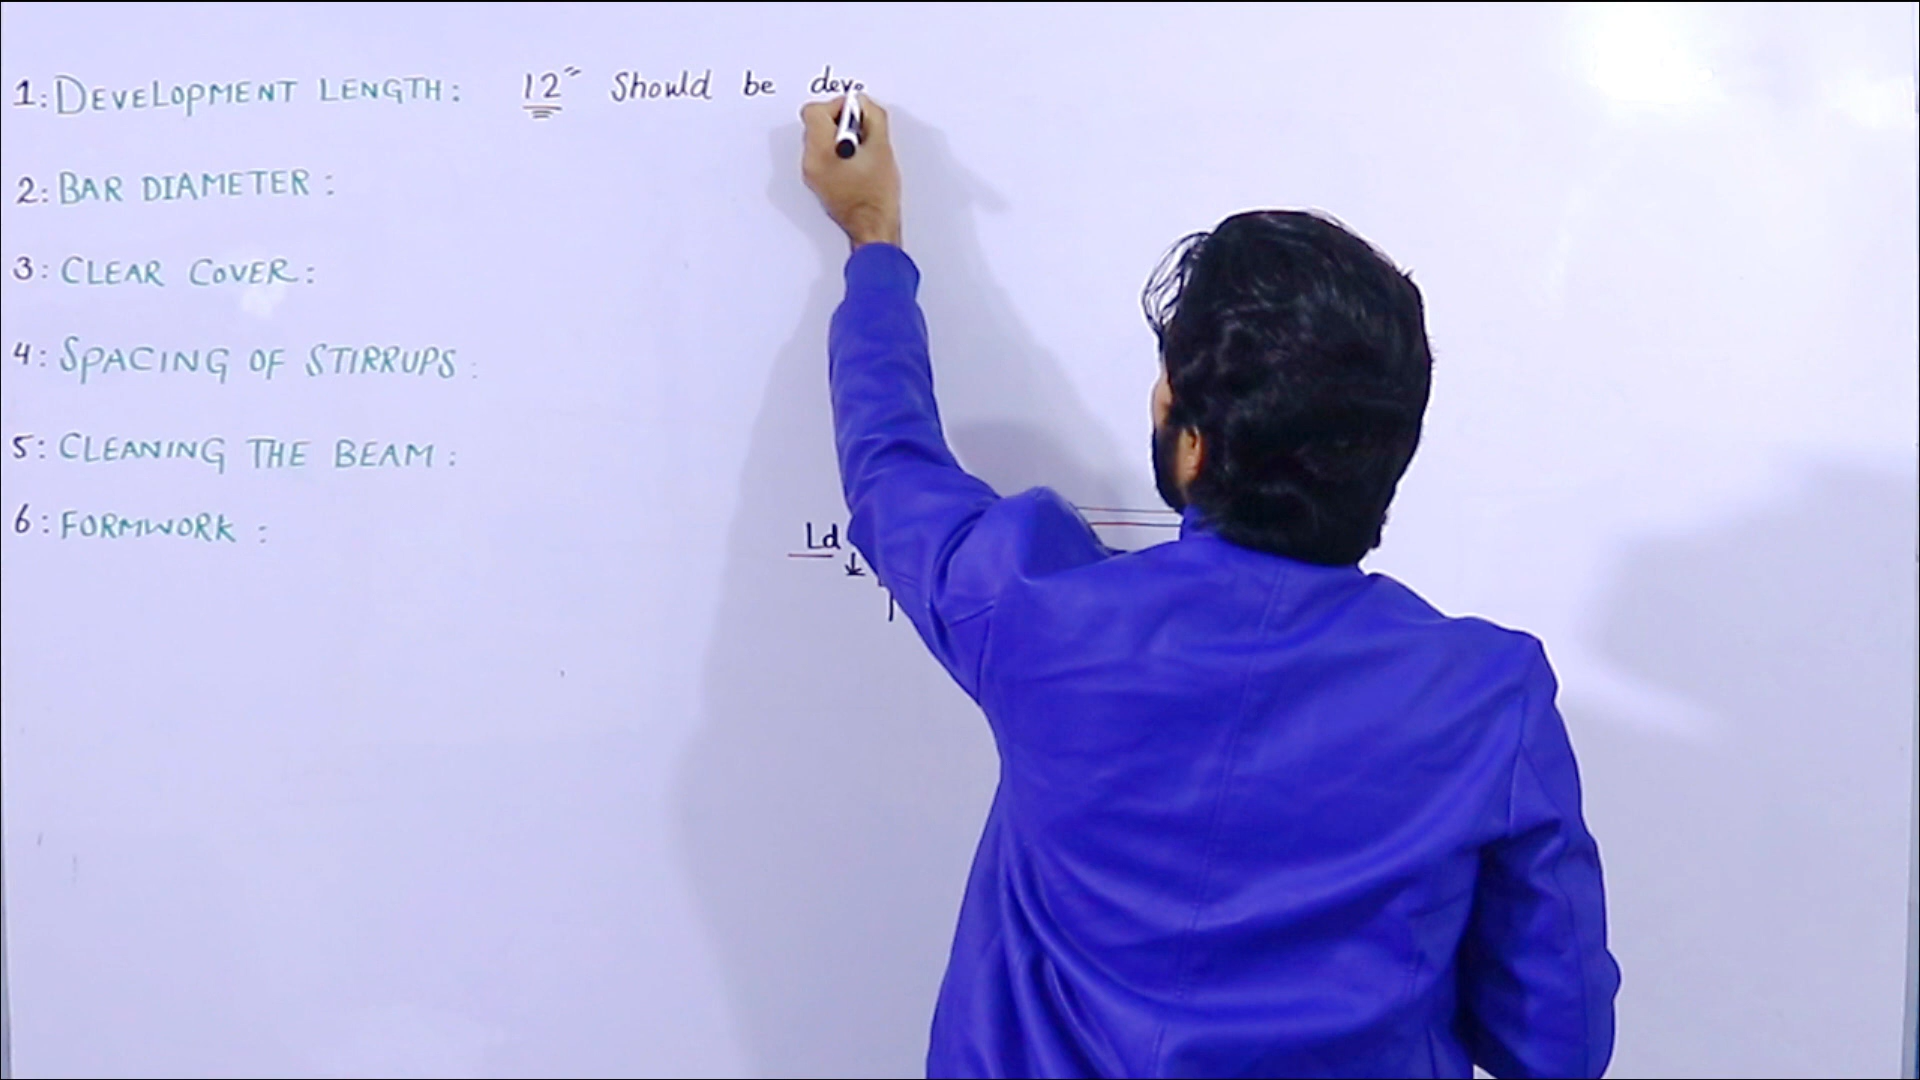 1: DEVELOPMENT LENGTH: 12" Should be
2: BAR DIAMETER :
3: CLEAR COVER :
4: SPACING OF STIRRUPS :
5: CLEANING THE BEAM :
6: FORMWORK :
Ld